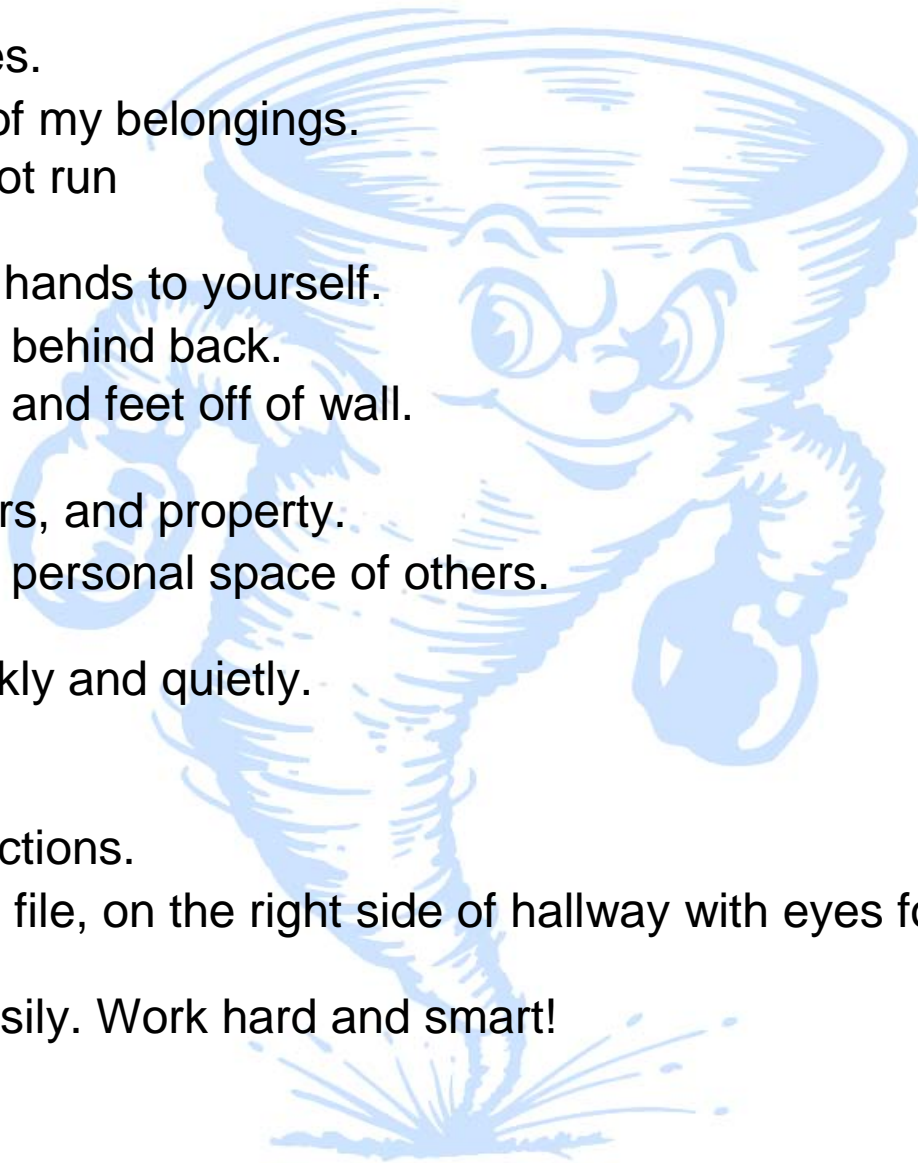 es.
of my belongings.
ot run
hands to yourself.
behind back.
and feet off of wall.
rs, and property.
personal space of others.
kly and quietly.
ctions.
file, on the right side of hallway with eyes fo
sily. Work hard and smart!